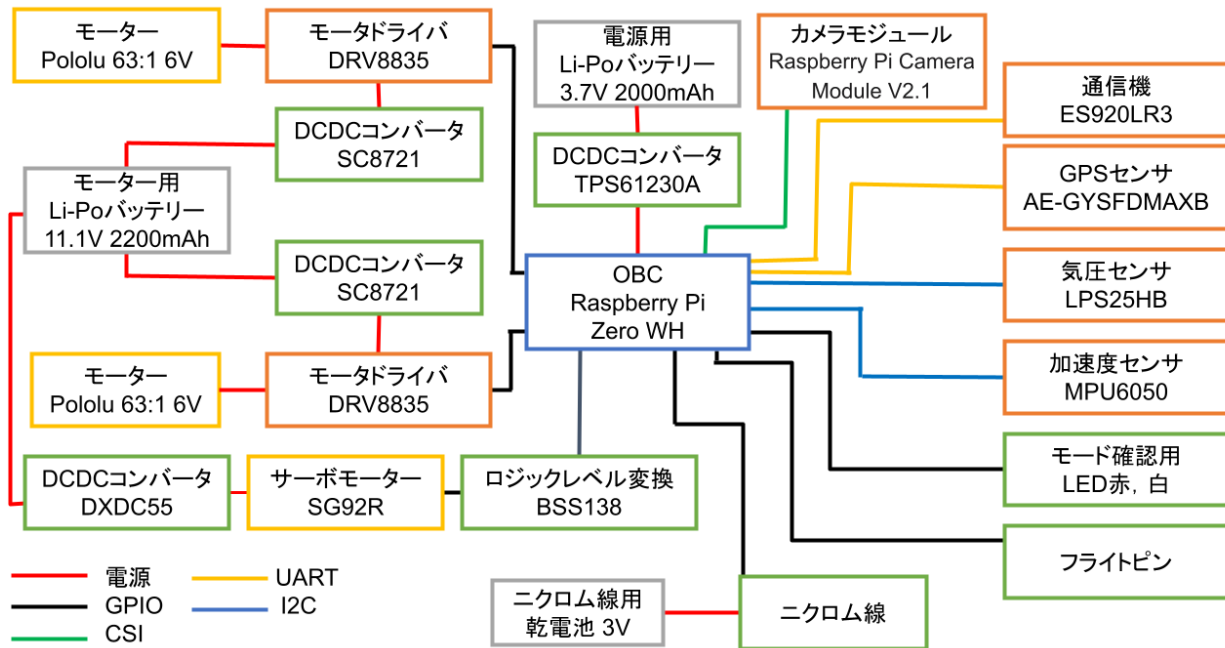 モーター
Pololu 63:1 6V
モータドライバ
DRV8835
電源用
Li-Poバッテリー
3.7V 2000mAh
カメラモジュール
Raspberry Pi Camera
Module V2.1
通信機
ES920LR3
DCDCコンバータ
SC8721
DCDCコンバータ
TPS61230A
GPSセンサ
AE-GYSFDMAXB
モーター用
Li-Poバッテリー
11.1V 2200mAh
DCDCコンバータ
SC8721
OBC
Raspberry Pi
Zero WH
気圧センサ
LPS25HB
モーター
Pololu 63:1 6V
モータドライバ
DRV8835
加速度センサ
MPU6050
DCDCコンバータ
DXDC55
サーボモーター
SG92R
ロジックレベル変換
BSS138
モード確認用
LED赤, 白
フライトピン
電源
GPIO
CSI
UART
I2C
ニクロム線用
乾電池 3V
ニクロム線